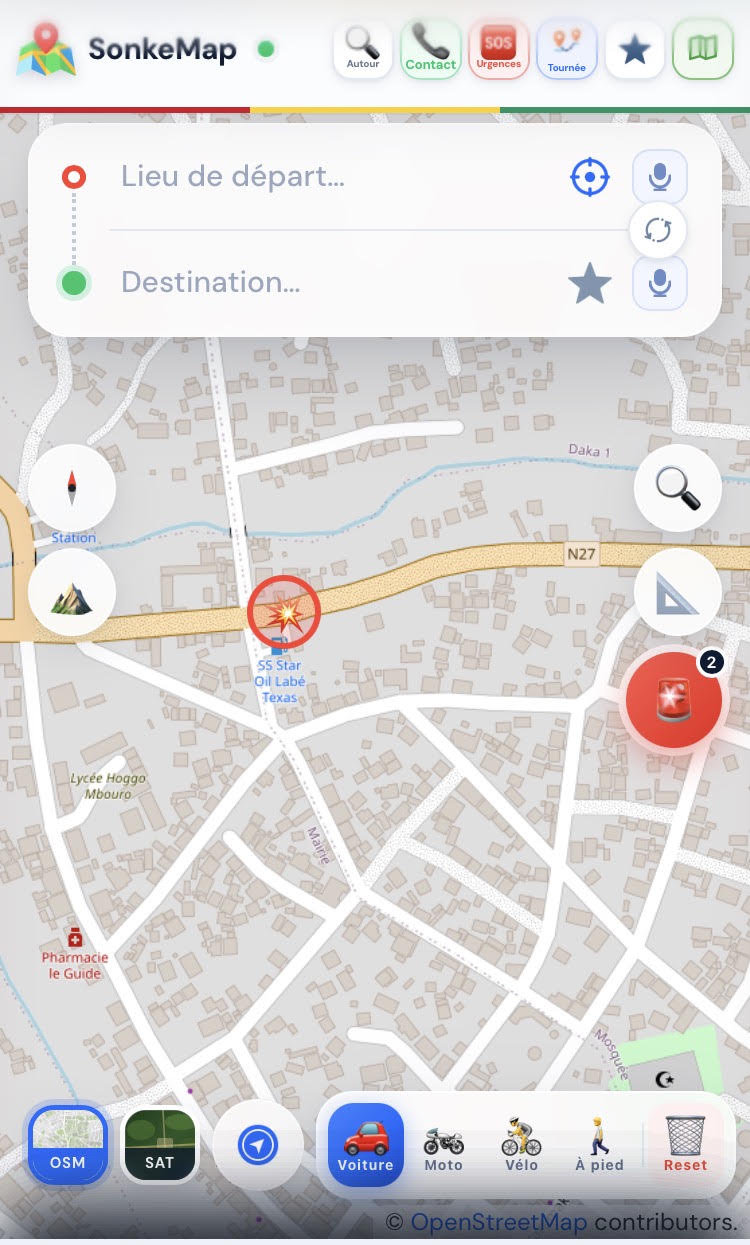 SonkeMap
Autour
Contact
SOS
Urgences
Tournée
Lieu de départ...
Destination...
Daka 1
Station
N27
SS Star
Oil Labé
Texas
2
Lycée Hoggo
Mbouro
Mairie
Pharmacie
le Guide
Mosquée
OSM
SAT
Voiture
Moto
Vélo
À pied
Reset
© OpenStreetMap contributors.